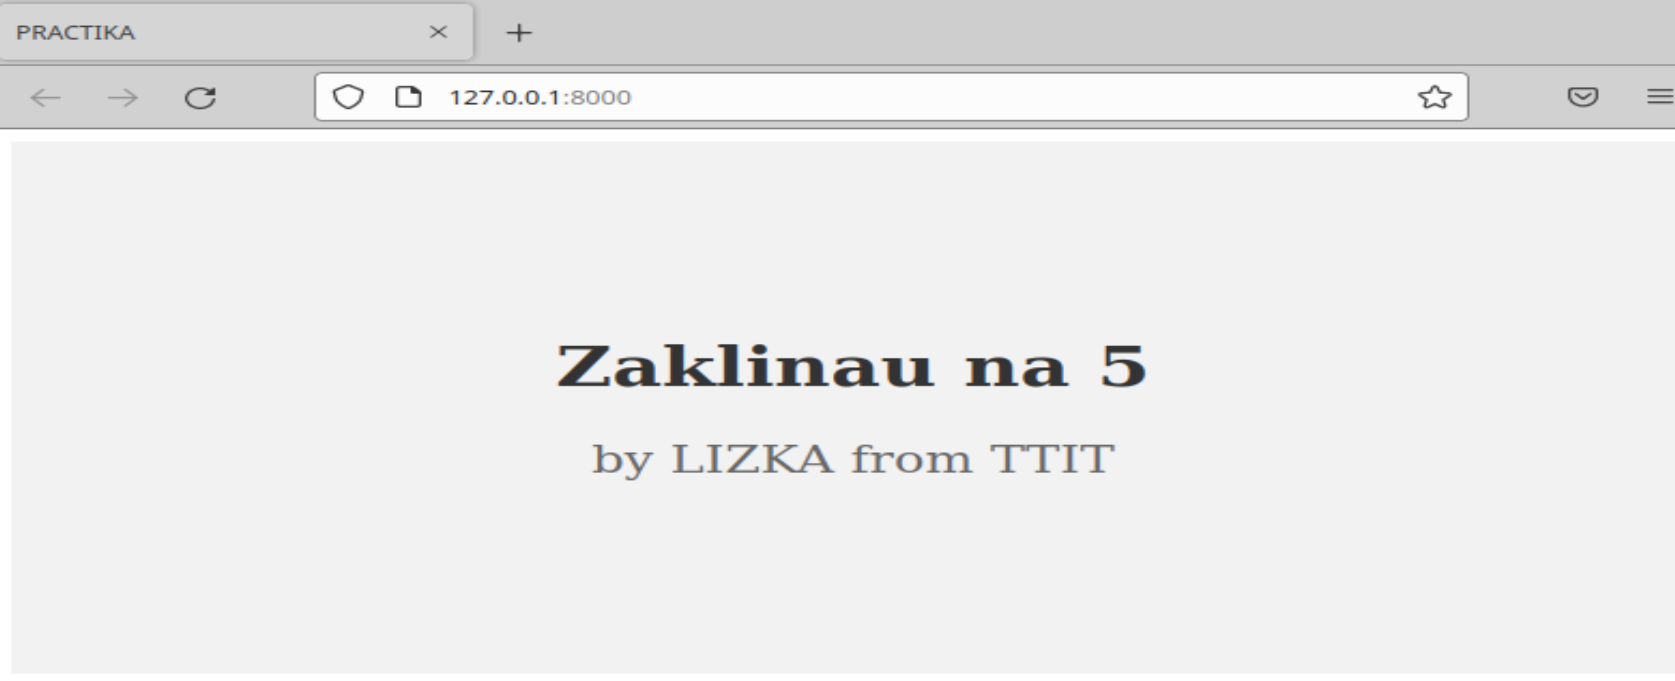 PRACTIKA
127.0.0.1:8000
Zaklinau na 5
by LIZKA from TTIT